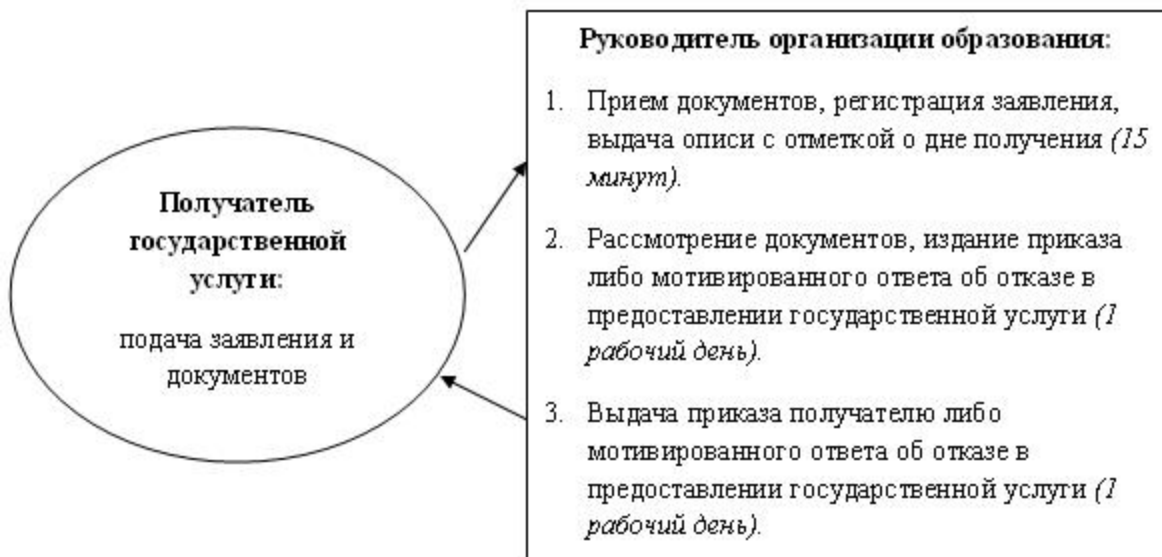 Получатель
государственной
услуги:
подача заявления и
документов
Руководитель организации образования:
1. Прием документов, регистрация заявления,
выдача описи с отметкой о дне получения (15
минут).
2. Рассмотрение документов, издание приказа
либо мотивированного ответа об отказе в
предоставлении государственной услуги (1
рабочий день).
3. Выдача приказа получателю либо
мотивированного ответа об отказе в
предоставлении государственной услуги (1
рабочий день).